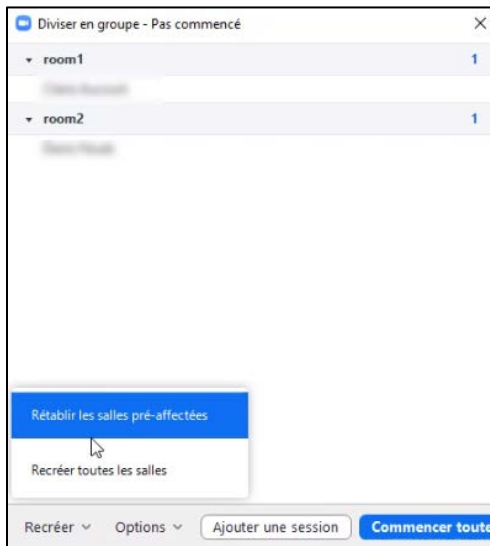 Diviser en groupe - Pas commencé
room1 1
room2 1
Rétablir les salles pré-affectées
Recréer toutes les salles
Recréer Options Ajouter une session Commencer toute